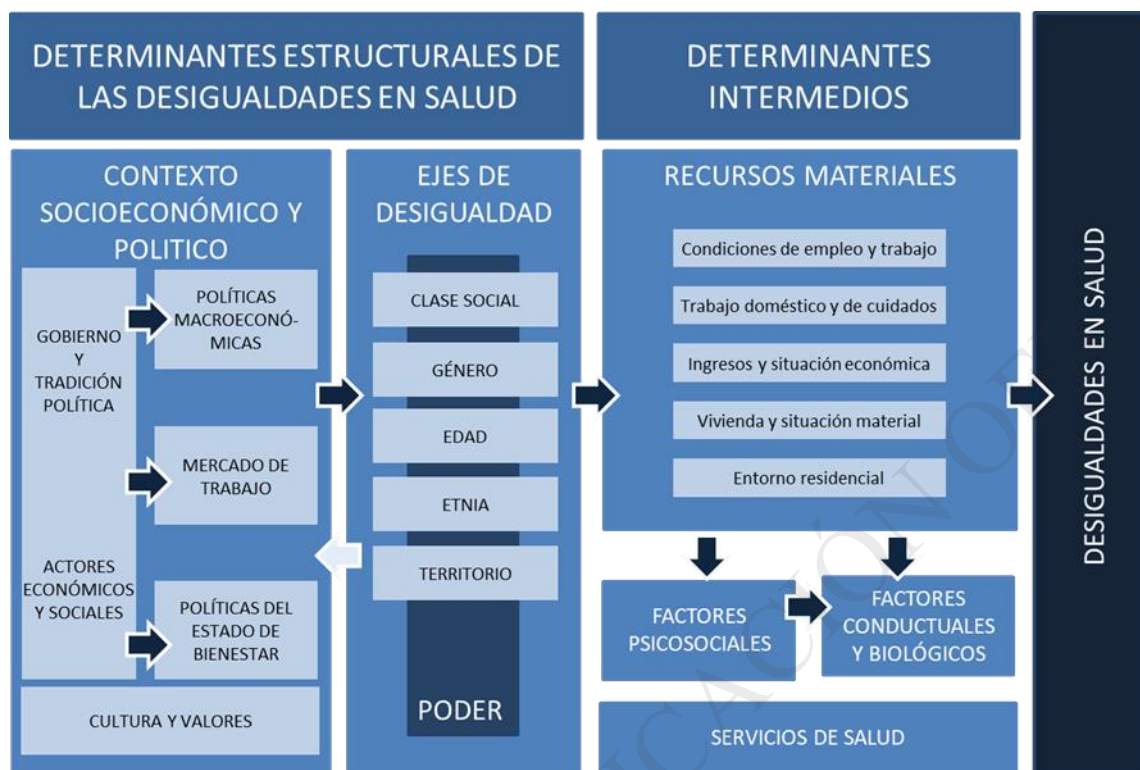 DETERMINANTES ESTRUCTURALES DE
LAS DESIGUALDADES EN SALUD
DETERMINANTES
INTERMEDIOS
CONTEXTO
SOCIOECONÓMICO Y
POLITICO
GOBIERNO
Y
TRADICIÓN
POLÍTICA
ACTORES
ECONÓMICOS
Y SOCIALES
POLÍTICAS
MACROECONÓ-
MICAS
MERCADO DE
TRABAJO
POLÍTICAS DEL
ESTADO DE
BIENESTAR
CULTURA Y VALORES
EJES DE
DESIGUALDAD
CLASE SOCIAL
GÉNERO
EDAD
ETNIA
TERRITORIO
PODER
RECURSOS MATERIALES
Condiciones de empleo y trabajo
Trabajo doméstico y de cuidados
Ingresos y situación económica
Vivienda y situación material
Entorno residencial
FACTORES
PSICOSOCIALES
FACTORES
CONDUCTUALES
Y BIOLÓGICOS
SERVICIOS DE SALUD
DESIGUALDADES EN SALUD